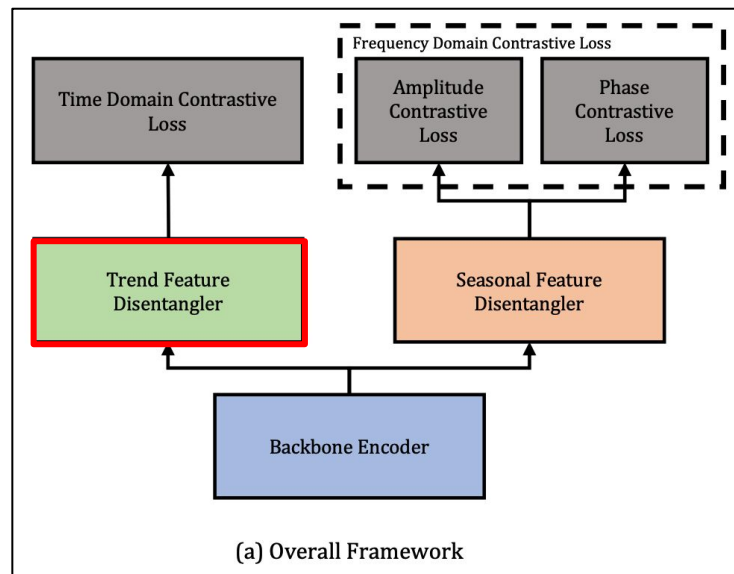 Frequency Domain Contrastive Loss
Time Domain Contrastive
Loss
Amplitude
Contrastive
Loss
Phase
Contrastive
Loss
Trend Feature
Disentangler
Seasonal Feature
Disentangler
Backbone Encoder
(a) Overall Framework